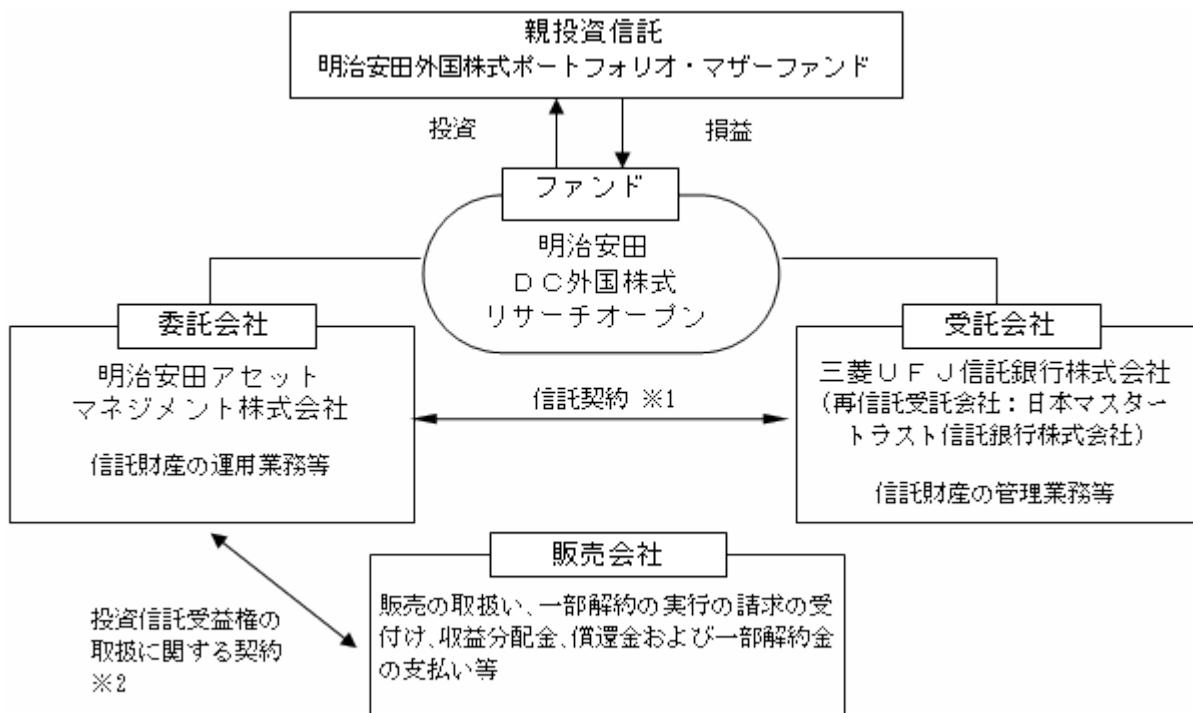 親投資信託
明治安田外国株式ポートフォリオ・マザーファンド
投資
損益
ファンド
明治安田
ＤＣ外国株式
リサーチオープン
委託会社
明治安田アセット
マネジメント株式会社
信託財産の運用業務等
信託契約 ※1
受託会社
三菱ＵＦＪ信託銀行株式会社
(再信託受託会社：日本マスター
トラスト信託銀行株式会社)
信託財産の管理業務等
販売会社
販売の取扱い、一部解約の実行の請求の受
付け、収益分配金、償還金および一部解約金
の支払い等
投資信託受益権の
取扱に関する契約
※2